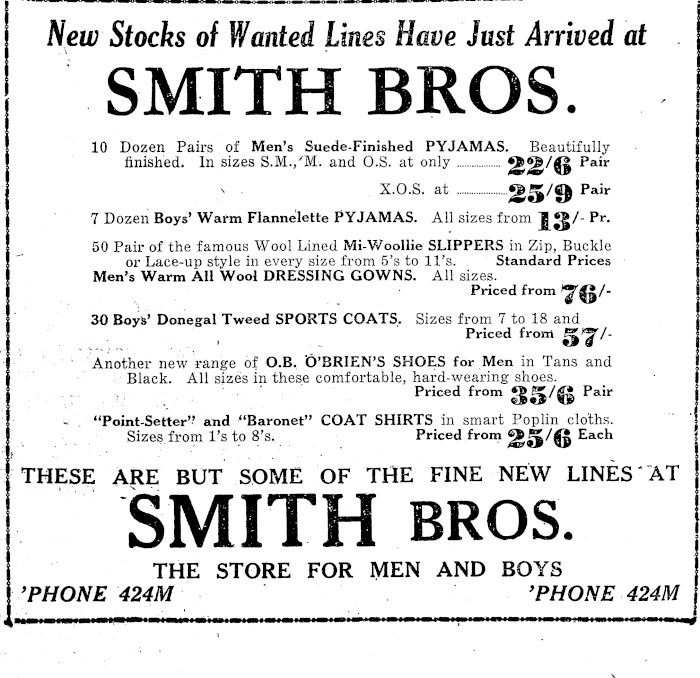 New Stocks of Wanted Lines Have Just Arrived at
SMITH BROS.
10 Dozen Pairs of Men's Suede-Finished PYJAMAS. Beautifully
finished. In sizes S.M., M. and O.S. at only ................ 22/6 Pair
X.O.S. at ................... 25/9 Pair
7 Dozen Boys' Warm Flannelette PYJAMAS. All sizes from 13/- Pr.
50 Pair of the famous Wool Lined Mi-Woollie SLIPPERS in Zip, Buckle
or Lace-up style in every size from 5's to 11's. Standard Prices
Men's Warm All Wool DRESSING GOWNS. All sizes.
Priced from 76/-
30 Boys' Donegal Tweed SPORTS COATS. Sizes from 7 to 18 and
Priced from 57/-
Another new range of O.B. O'BRIEN'S SHOES for Men in Tans and
Black. All sizes in these comfortable, hard-wearing shoes.
Priced from 35/6 Pair
"Point-Setter" and "Baronet" COAT SHIRTS in smart Poplin cloths.
Sizes from 1's to 8's. Priced from 25/6 Each
THESE ARE BUT SOME OF THE FINE NEW LINES AT
SMITH BROS.
THE STORE FOR MEN AND BOYS
'PHONE 424M 'PHONE 424M